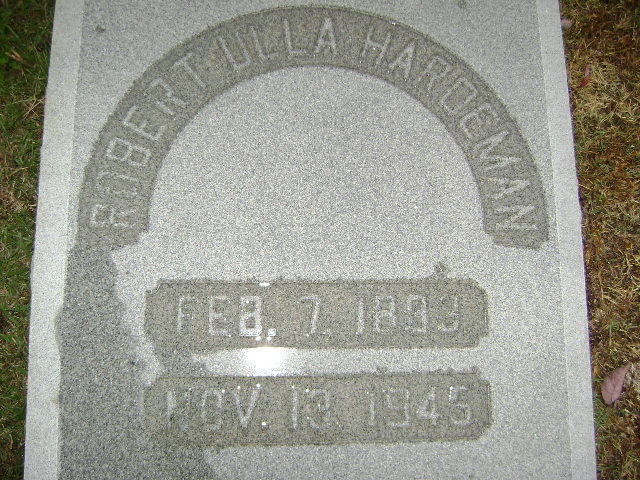 ROBERT ULLA HARDEMAN
FEB. 7. 1893
NOV. 13. 1945